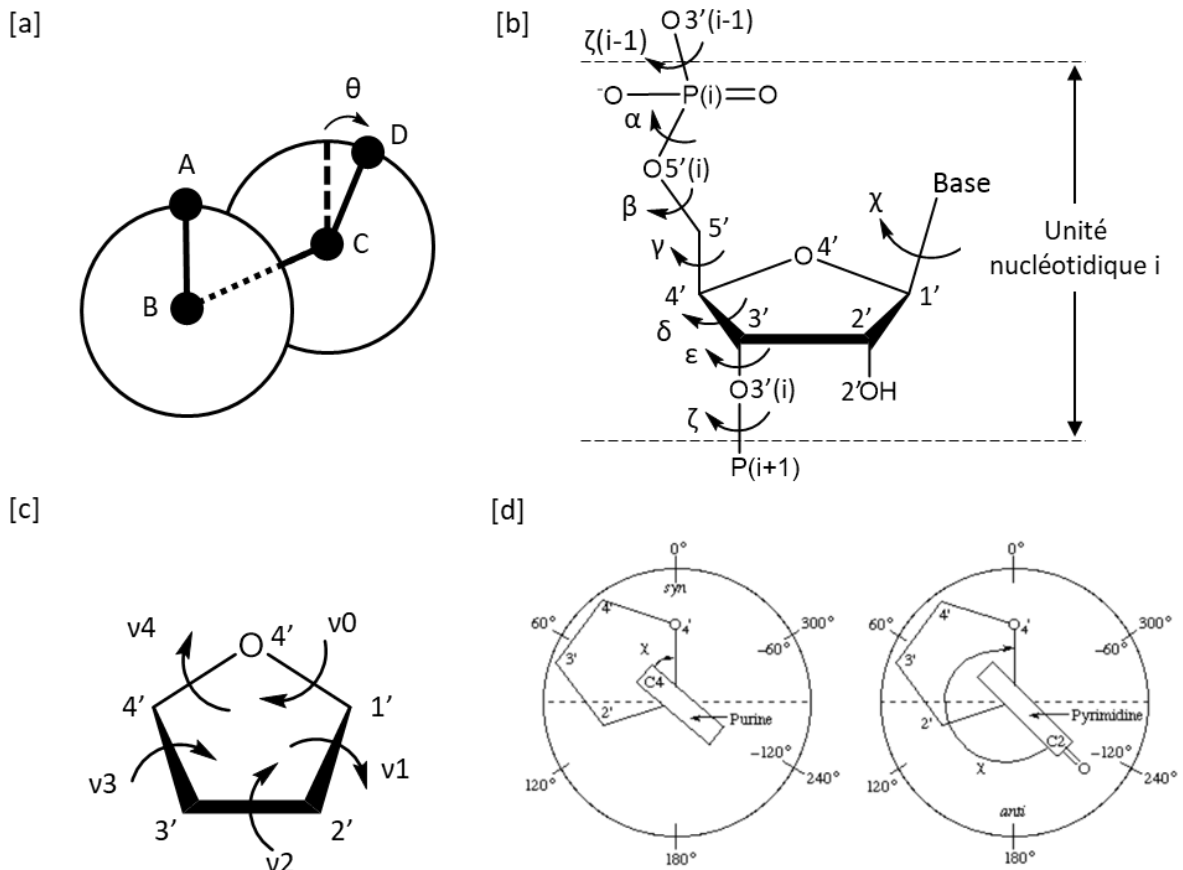 [a]
θ
A
D
C
B
[b]
O3’(i-1)
ζ(i-1)
⁻O
P(i)
O
α
O5’(i)
β
5’
γ
O4’
χ
Base
4’
3’
2’
1’
δ
ε
O3’(i)
2’OH
ζ
P(i+1)
Unité
nucléotidique i
[c]
ν4
O
4’
ν0
4’
1’
ν3
ν1
3’
2’
ν2
[d]
0°
syn
60°
4'
O4'
300°
-60°
3'
χ
C4
2'
Purine
-120°
120°
240°
180°
0°
60°
4'
O4'
300°
-60°
3'
2'
Pyrimidine
C2
O
-120°
χ
120°
240°
anti
180°